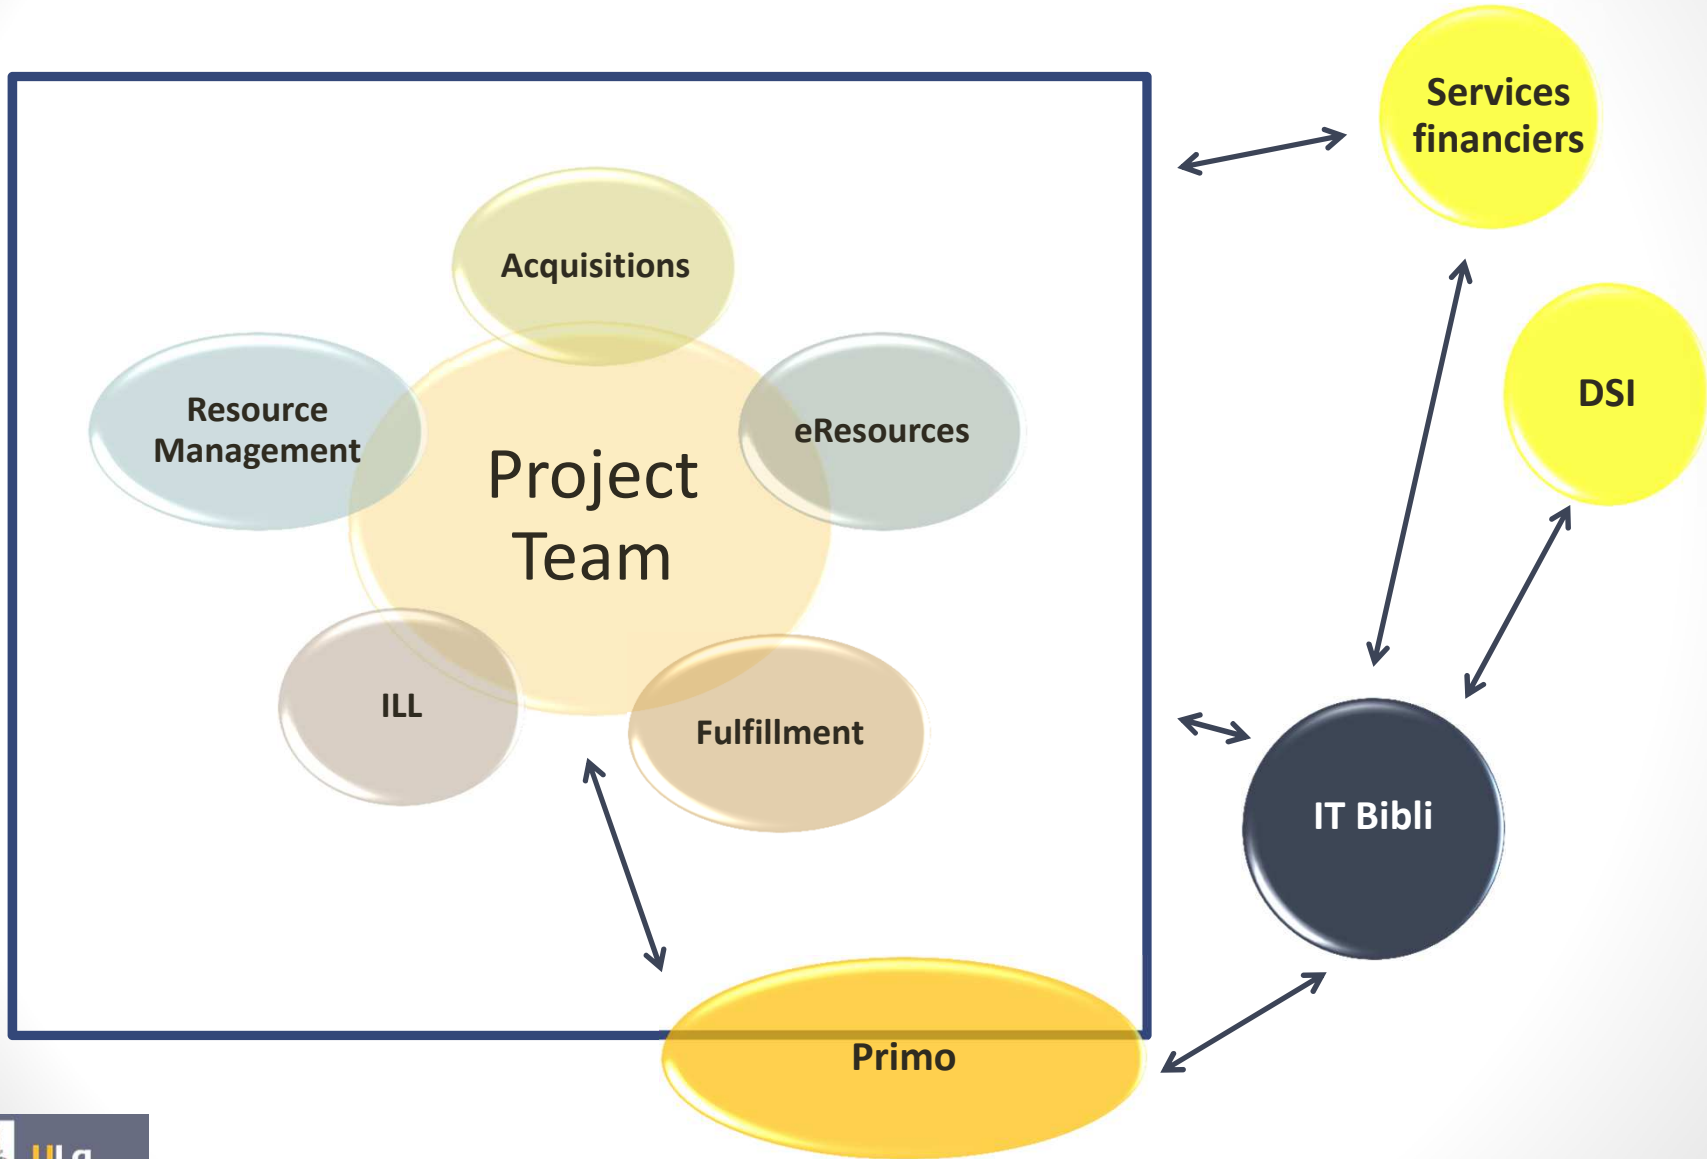 Services
financiers
Acquisitions
Resource
Management
eResources
DSI
Project
Team
ILL
Fulfillment
IT Bibli
Primo